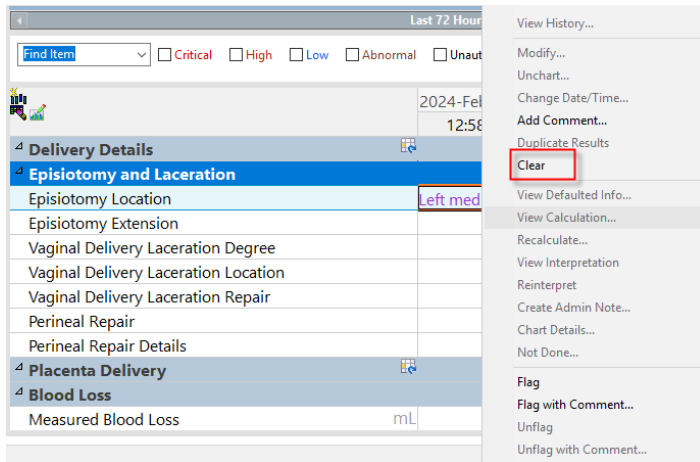 Last 72 Hour
Find Item Critical High Low Abnormal Unaut
2024-Feb
12:58
Delivery Details
Episiotomy and Laceration
Episiotomy Location Left med
Episiotomy Extension
Vaginal Delivery Laceration Degree
Vaginal Delivery Laceration Location
Vaginal Delivery Laceration Repair
Perineal Repair
Perineal Repair Details
Placenta Delivery
Blood Loss
Measured Blood Loss mL
View History...
Modify...
Unchart...
Change Date/Time...
Add Comment...
Duplicate Results
Clear
View Defaulted Info...
View Calculation...
Recalculate...
View Interpretation
Reinterpret
Create Admin Note...
Chart Details...
Not Done...
Flag
Flag with Comment...
Unflag
Unflag with Comment...